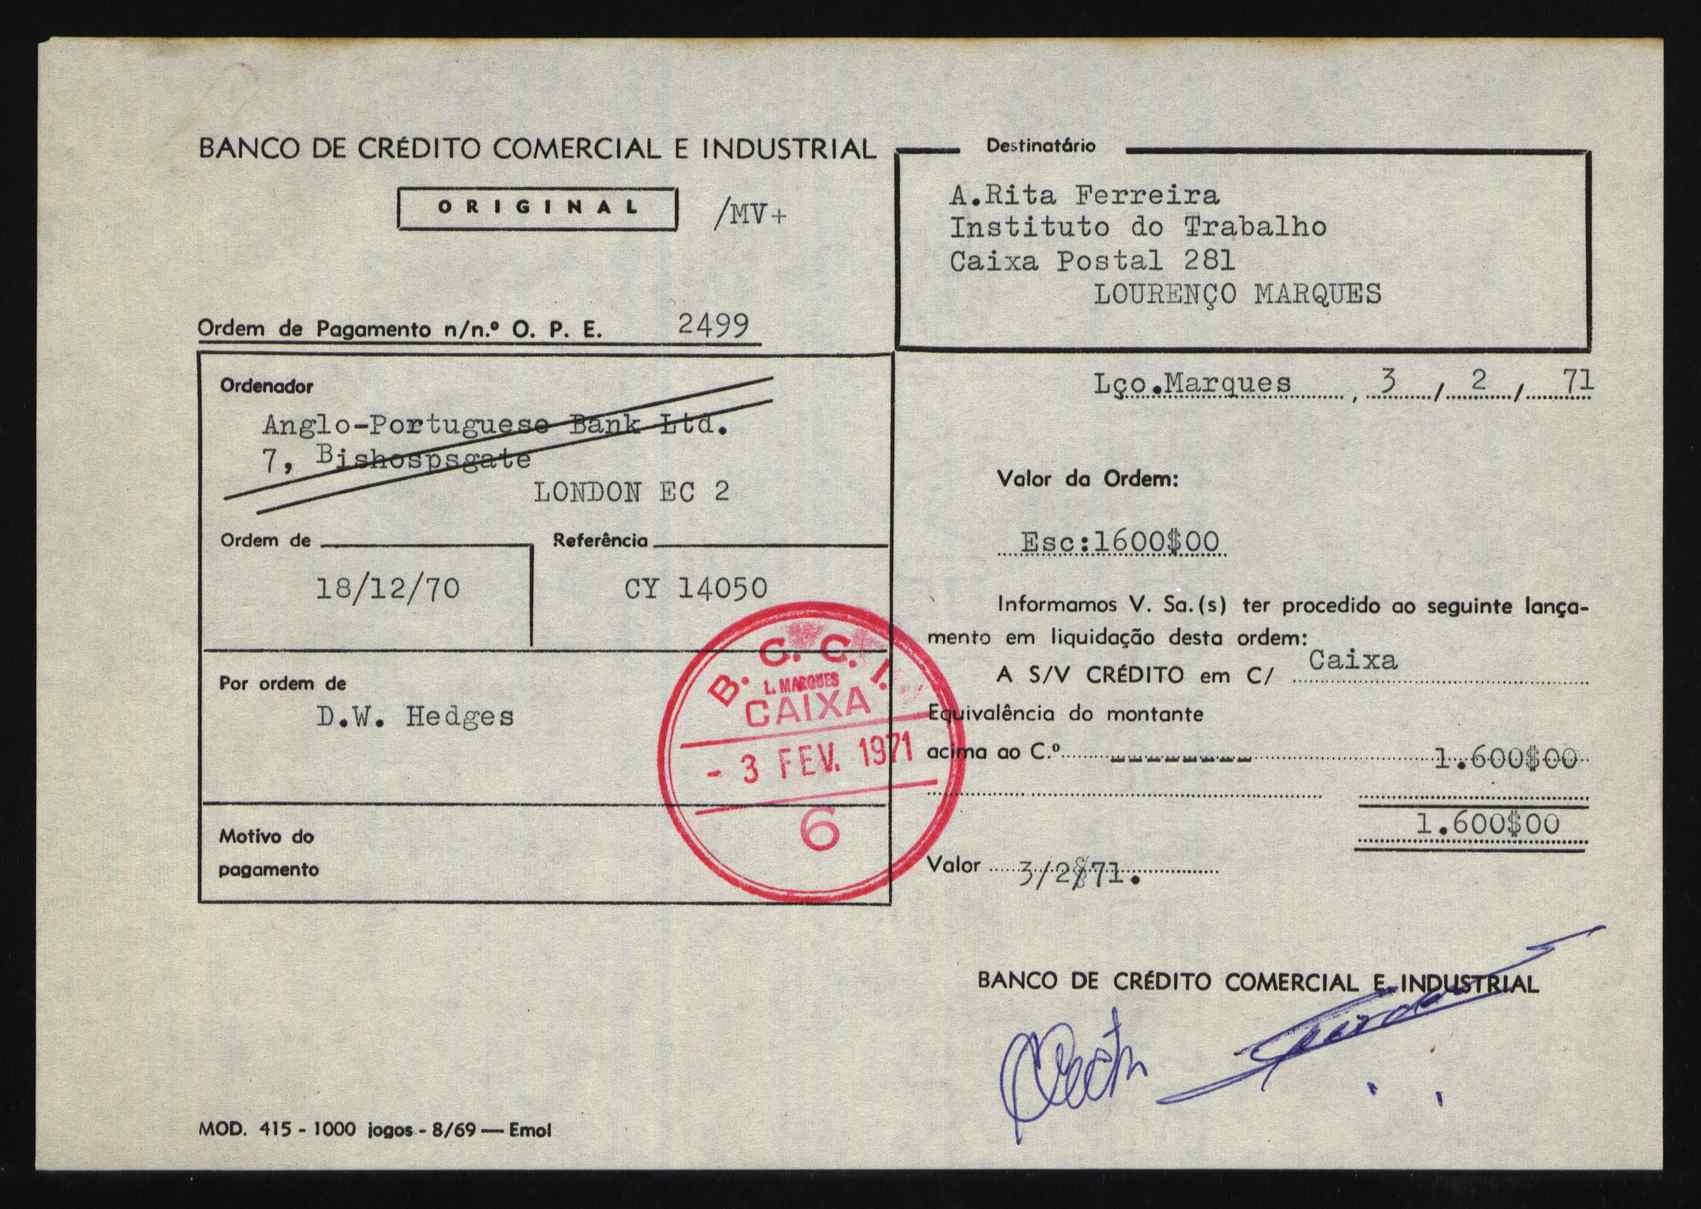 BANCO DE CRÉDITO COMERCIAL E INDUSTRIAL
ORIGINAL
/MV+
Destinatário
A.Rita Ferreira
Instituto do Trabalho
Caixa Postal 281
LOURENÇO MARQUES
Ordem de Pagamento n/n.º O. P. E. 2499
Lço.Marques , 3 / 2 / 71
Ordenador
Anglo-Portuguese Bank Ltd.
7, Bishospsgate
LONDON EC 2
Ordem de
18/12/70
Referência
CY 14050
Por ordem de
D.W. Hedges
Motivo do
pagamento
B. C. C. I.
L. MARQUES
CAIXA
- 3 FEV. 1971
6
Valor da Ordem:
Esc:1600$00
Informamos V. Sa.(s) ter procedido ao seguinte lança-
mento em liquidação desta ordem:
A S/V CRÉDITO em C/ Caixa
Equivalência do montante
acima ao C.º -------- 1.600$00
1.600$00
Valor 3/2/71.
BANCO DE CRÉDITO COMERCIAL E INDUSTRIAL
MOD. 415 - 1000 jogos - 8/69 — Emol